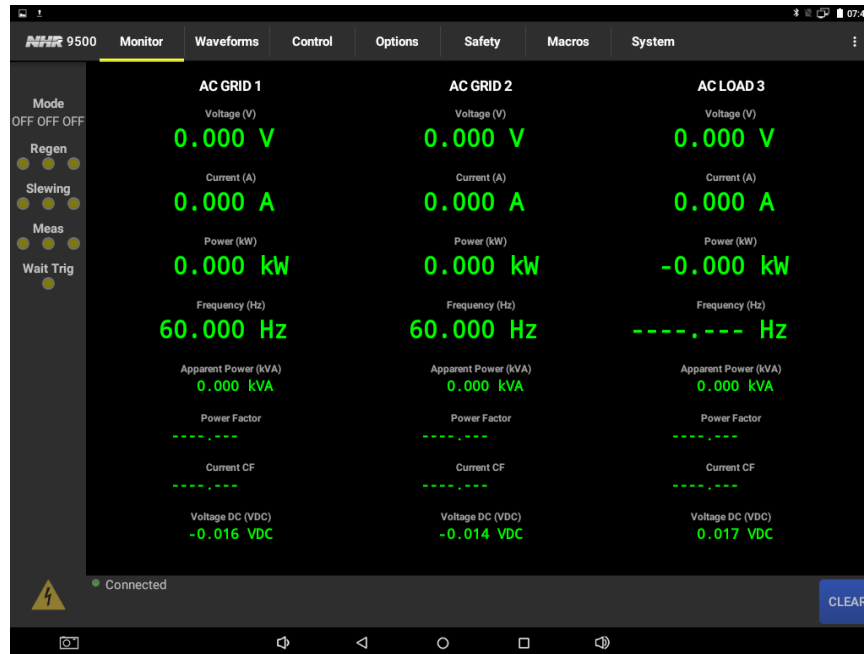 07:4
NHR 9500 Monitor Waveforms Control Options Safety Macros System
AC GRID 1 AC GRID 2 AC LOAD 3
Mode
OFF OFF OFF
Regen
Slewing
Meas
Wait Trig
Voltage (V) Voltage (V) Voltage (V)
0.000 V 0.000 V 0.000 V
Current (A) Current (A) Current (A)
0.000 A 0.000 A 0.000 A
Power (kW) Power (kW) Power (kW)
0.000 kW 0.000 kW -0.000 kW
Frequency (Hz) Frequency (Hz) Frequency (Hz)
60.000 Hz 60.000 Hz ----.--- Hz
Apparent Power (kVA) Apparent Power (kVA) Apparent Power (kVA)
0.000 kVA 0.000 kVA 0.000 kVA
Power Factor Power Factor Power Factor
----.--- ----.--- ----.---
Current CF Current CF Current CF
----.--- ----.--- ----.---
Voltage DC (VDC) Voltage DC (VDC) Voltage DC (VDC)
-0.016 VDC -0.014 VDC 0.017 VDC
Connected
CLEAR